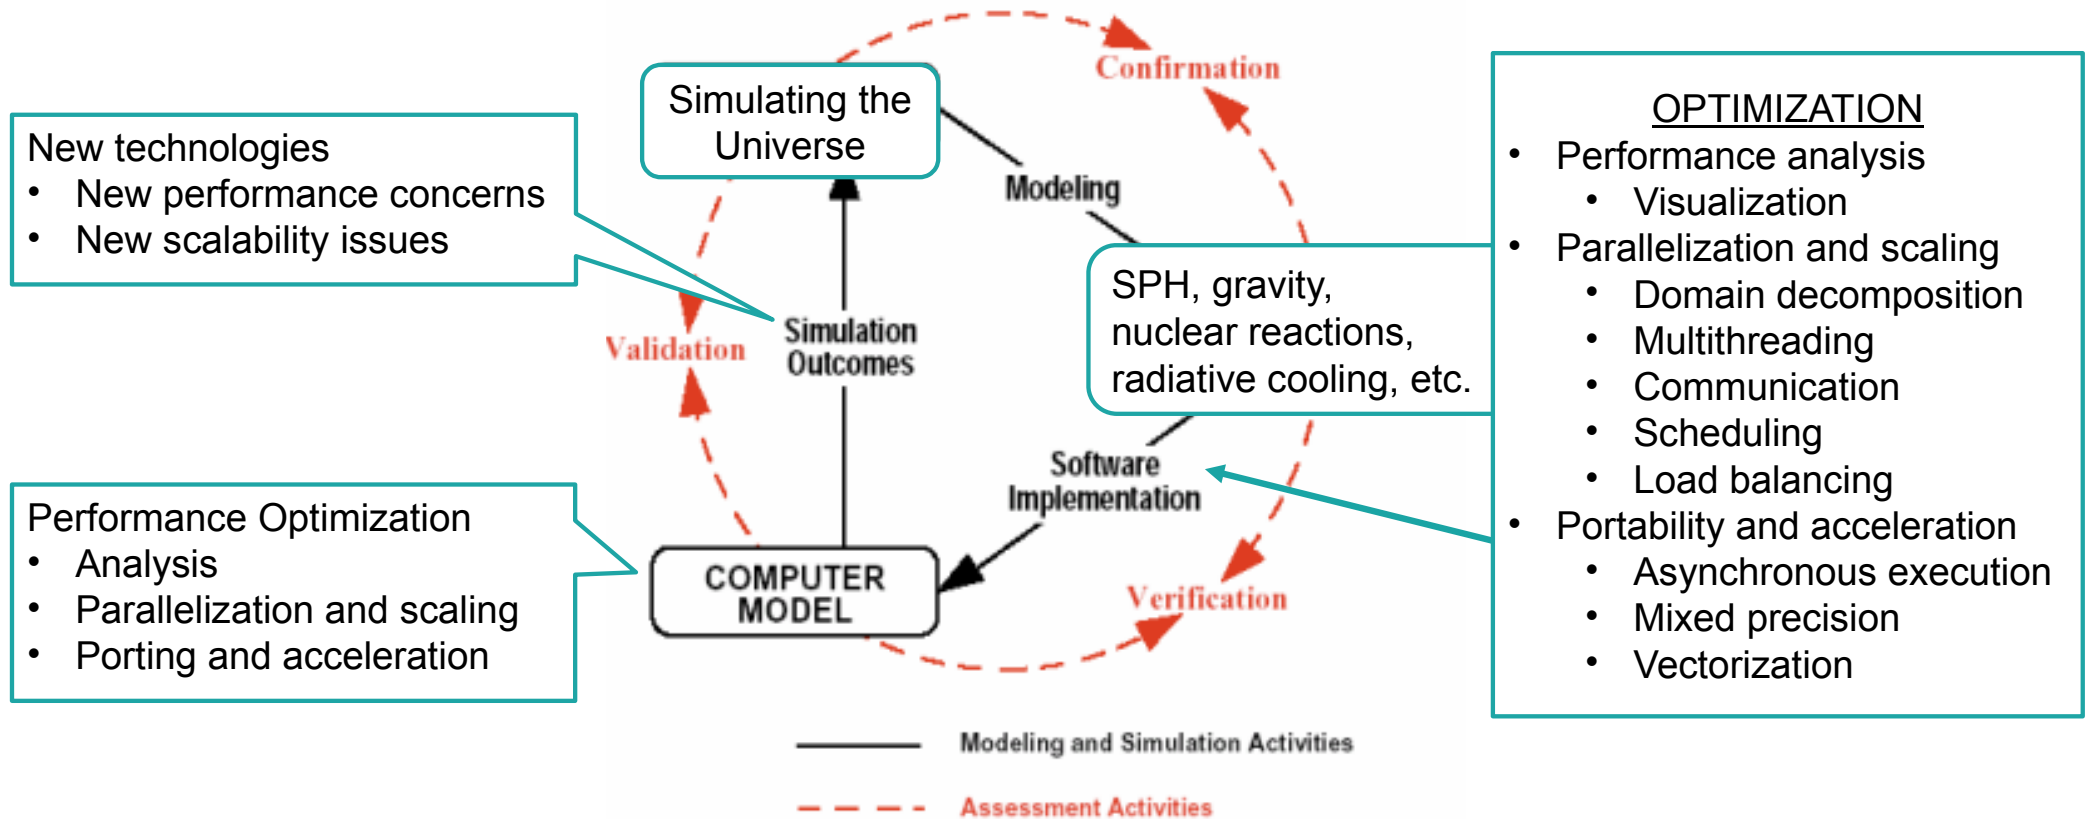 Confirmation
Simulating the
Universe
New technologies
• New performance concerns
• New scalability issues
Modeling
SPH, gravity,
nuclear reactions,
radiative cooling, etc.
Simulation
Outcomes
Validation
Software
Implementation
Performance Optimization
• Analysis
• Parallelization and scaling
• Porting and acceleration
COMPUTER
MODEL
Verification
OPTIMIZATION
• Performance analysis
• Visualization
• Parallelization and scaling
• Domain decomposition
• Multithreading
• Communication
• Scheduling
• Load balancing
• Portability and acceleration
• Asynchronous execution
• Mixed precision
• Vectorization
Modeling and Simulation Activities
Assessment Activities